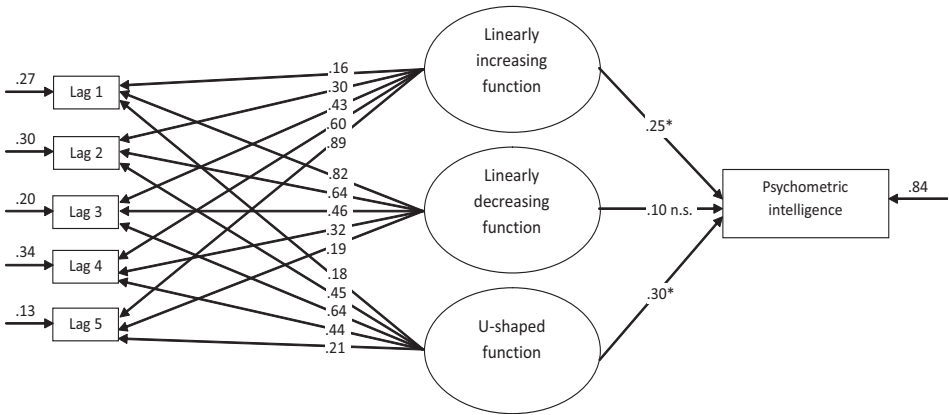 Linearly
increasing
function
.27
Lag 1
.30
Lag 2
.20
Lag 3
.34
Lag 4
.13
Lag 5
.16
.30
.43
.60
.89
.82
.64
.46
.32
.19
.18
.45
.64
.44
.21
Linearly
decreasing
function
U-shaped
function
.25*
.10 n.s.
.30*
Psychometric
intelligence
.84